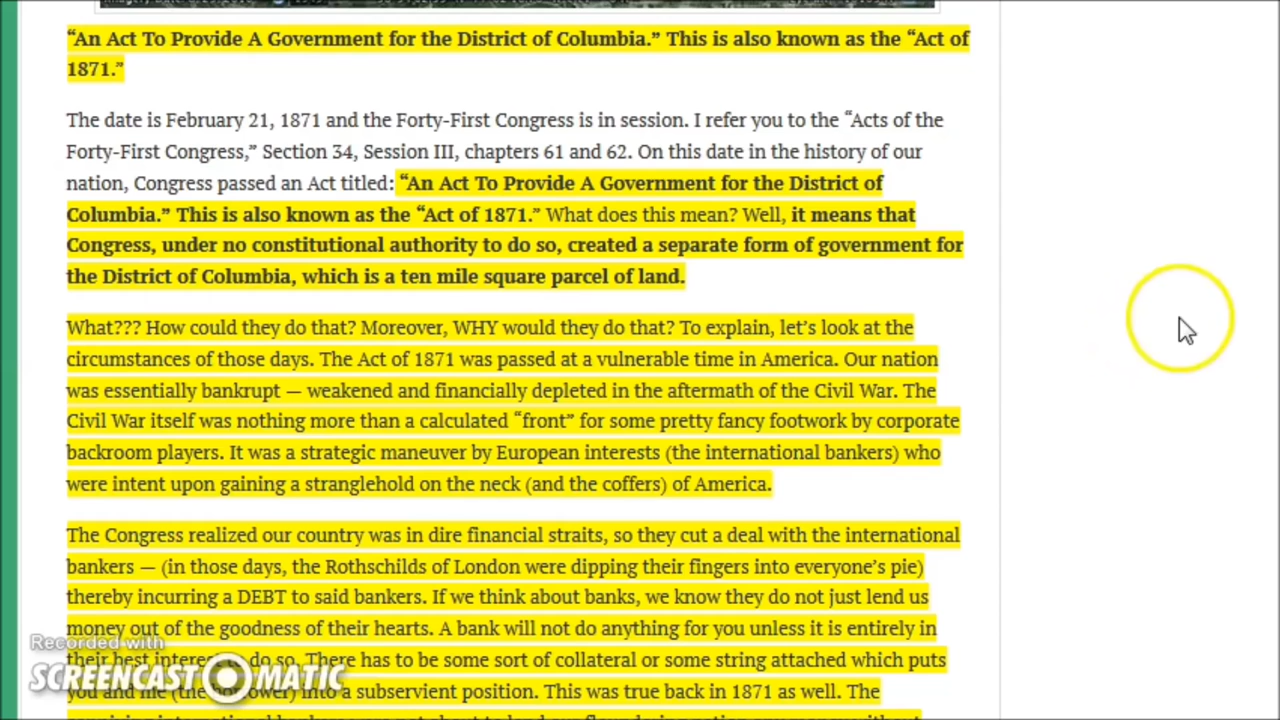 “An Act To Provide A Government for the District of Columbia.” This is also known as the “Act of
1871.”
The date is February 21, 1871 and the Forty-First Congress is in session. I refer you to the “Acts of the
Forty-First Congress,” Section 34, Session III, chapters 61 and 62. On this date in the history of our
nation, Congress passed an Act titled: “An Act To Provide A Government for the District of
Columbia.” This is also known as the “Act of 1871.” What does this mean? Well, it means that
Congress, under no constitutional authority to do so, created a separate form of government for
the District of Columbia, which is a ten mile square parcel of land.
What??? How could they do that? Moreover, WHY would they do that? To explain, let’s look at the
circumstances of those days. The Act of 1871 was passed at a vulnerable time in America. Our nation
was essentially bankrupt — weakened and financially depleted in the aftermath of the Civil War. The
Civil War itself was nothing more than a calculated “front” for some pretty fancy footwork by corporate
backroom players. It was a strategic maneuver by European interests (the international bankers) who
were intent upon gaining a stranglehold on the neck (and the coffers) of America.
The Congress realized our country was in dire financial straits, so they cut a deal with the international
bankers — (in those days, the Rothschilds of London were dipping their fingers into everyone’s pie)
thereby incurring a DEBT to said bankers. If we think about banks, we know they do not just lend us
money out of the goodness of their hearts. A bank will not do anything for you unless it is entirely in
their best interest to do so. There has to be some sort of collateral or some string attached which puts
you and me (the borrower) into a subservient position. This was true back in 1871 as well. The
Recorded with
SCREENCAST MATIC